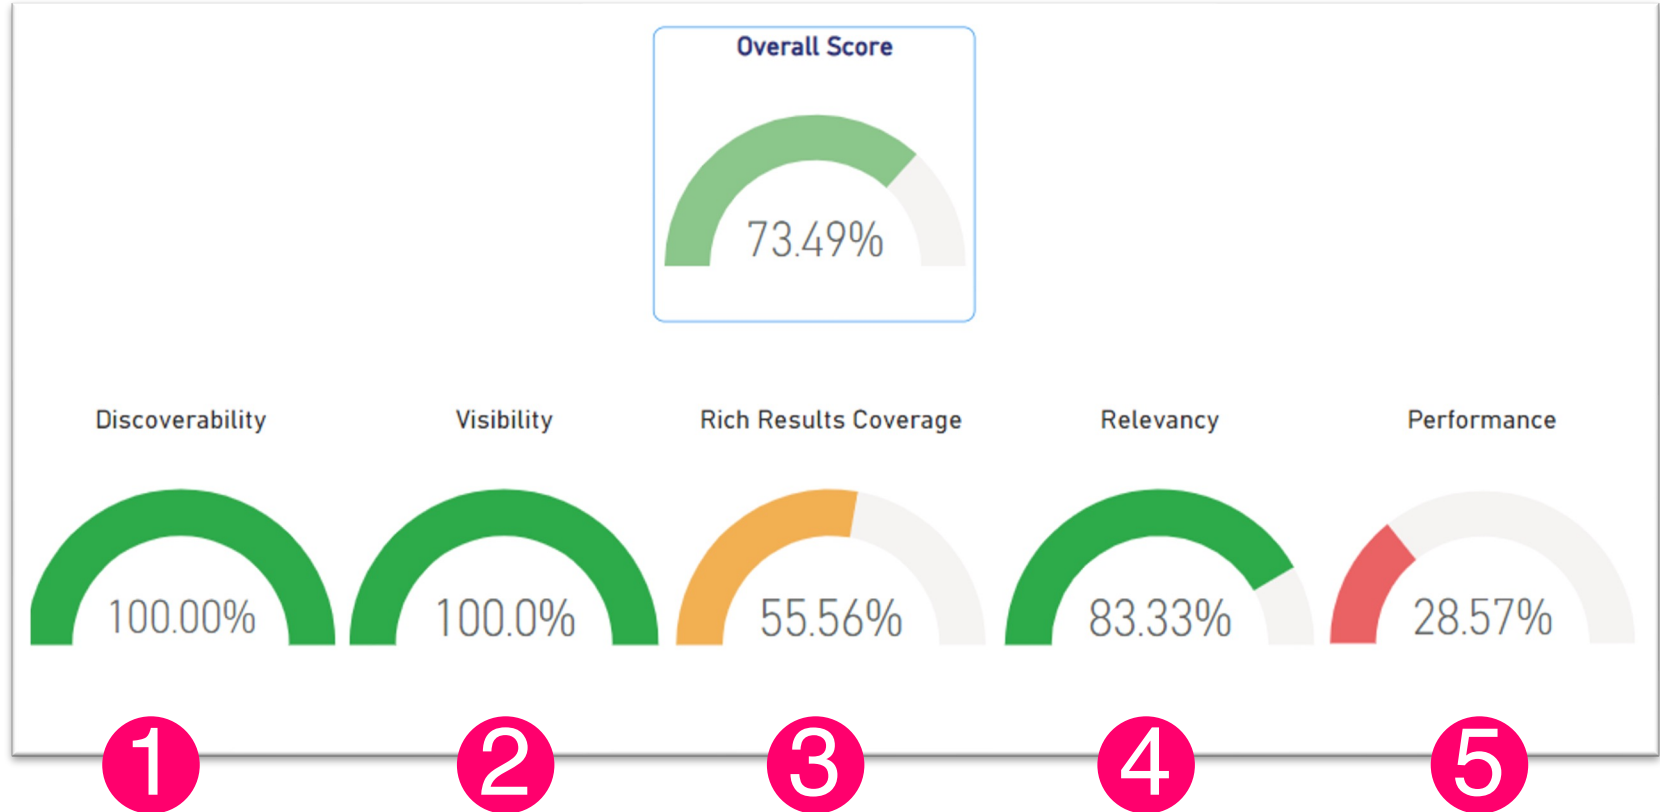 Overall Score
73.49%
Discoverability Visibility Rich Results Coverage Relevancy Performance
100.00% 100.0% 55.56% 83.33% 28.57%
1 2 3 4 5